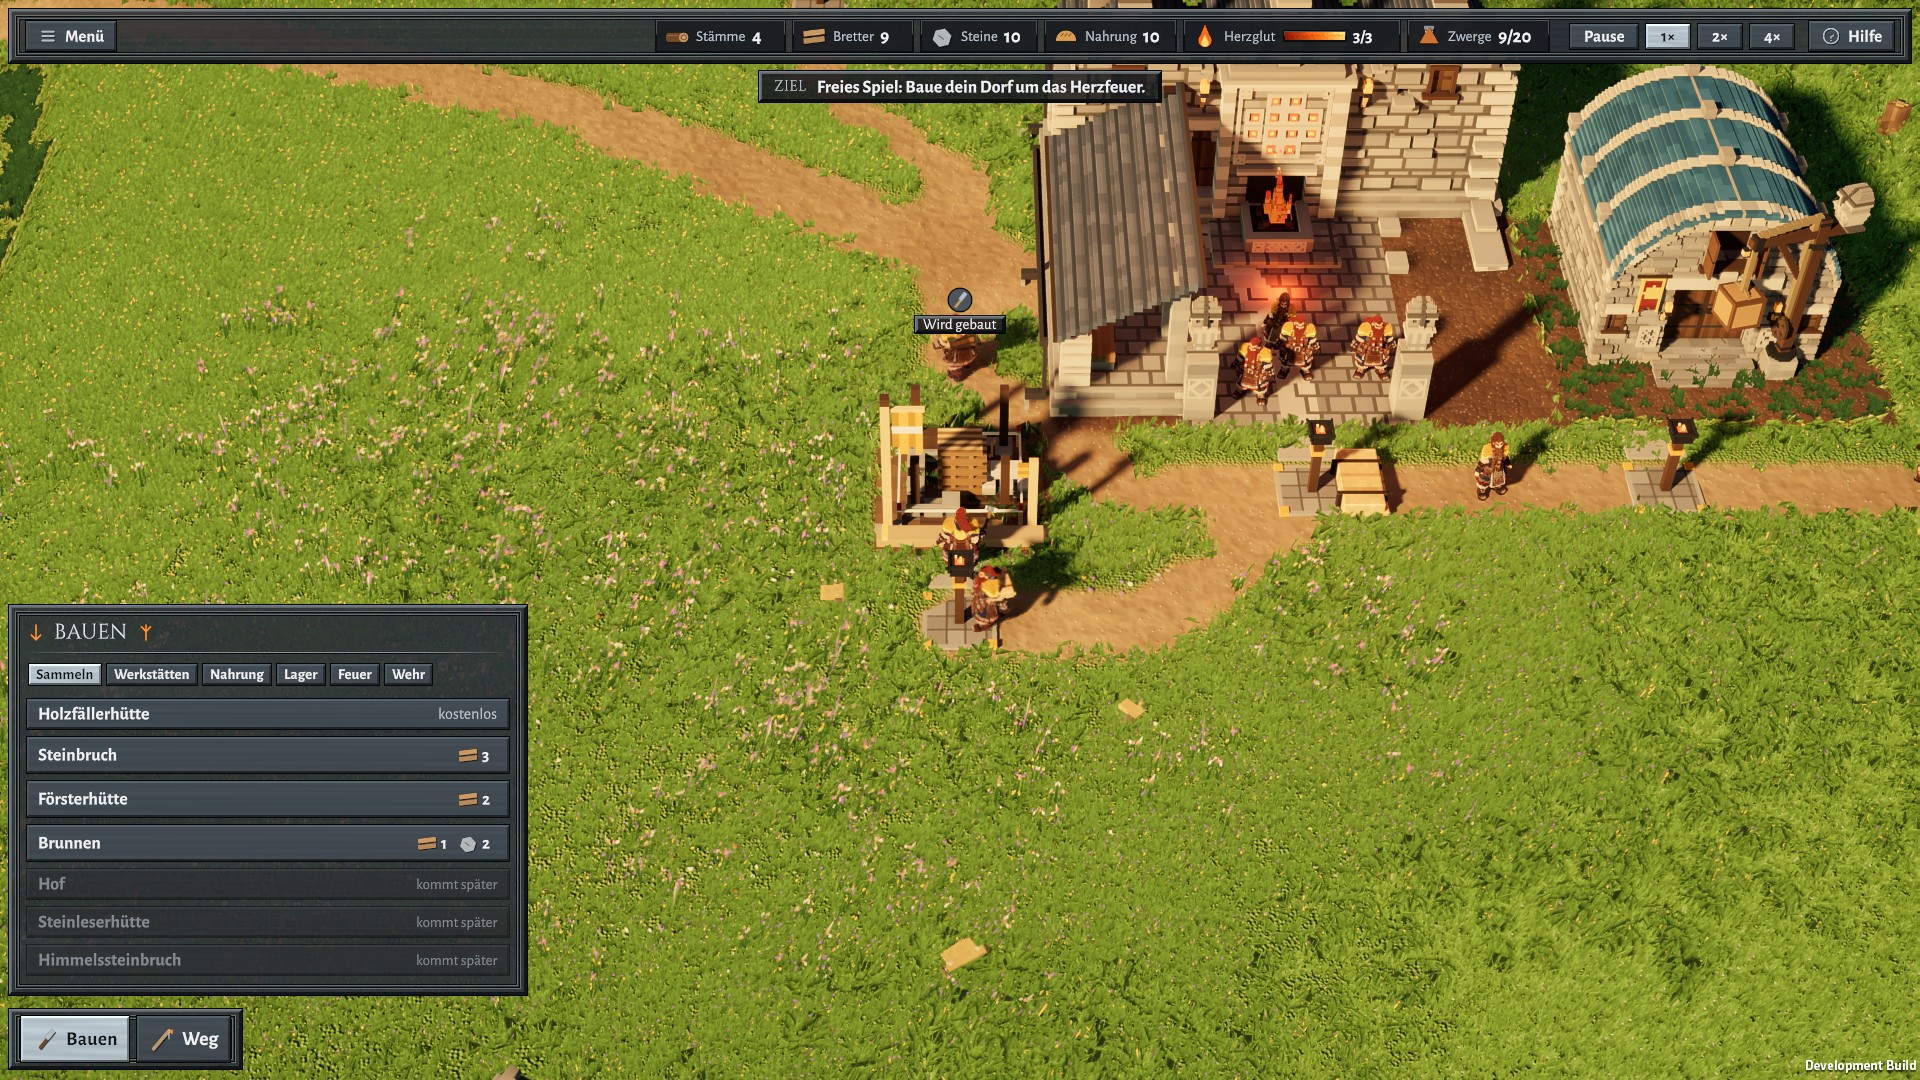 Menü
Stämme 4
Bretter 9
Steine 10
Nahrung 10
Herzglut 3/3
Zwerge 9/20
Pause
1×
2×
4×
Hilfe
ZIEL Freies Spiel: Baue dein Dorf um das Herzfeuer.
Wird gebaut
BAUEN
Sammeln Werkstätten Nahrung Lager Feuer Wehr
Holzfällerhütte kostenlos
Steinbruch 3
Försterhütte 2
Brunnen 1 2
Hof kommt später
Steinleserhütte kommt später
Himmelssteinbruch kommt später
Bauen Weg
Development Build